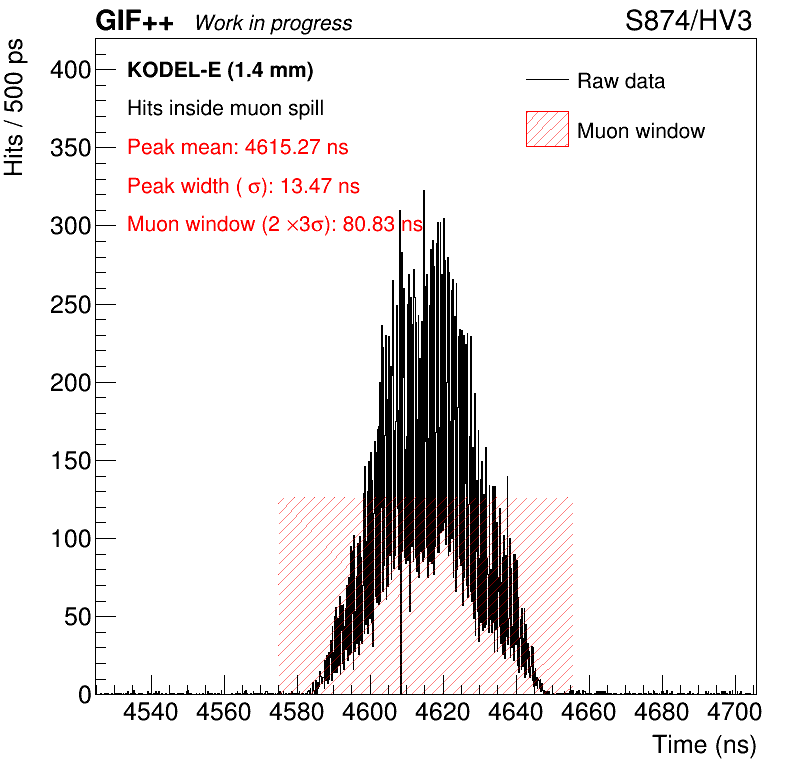 GIF++ Work in progress S874/HV3
Hits / 500 ps
KODEL-E (1.4 mm)
Hits inside muon spill
Peak mean: 4615.27 ns
Peak width ( σ): 13.47 ns
Muon window (2 ×3σ): 80.83 ns
Raw data
Muon window
400
350
300
250
200
150
100
50
0
4540 4560 4580 4600 4620 4640 4660 4680 4700
Time (ns)